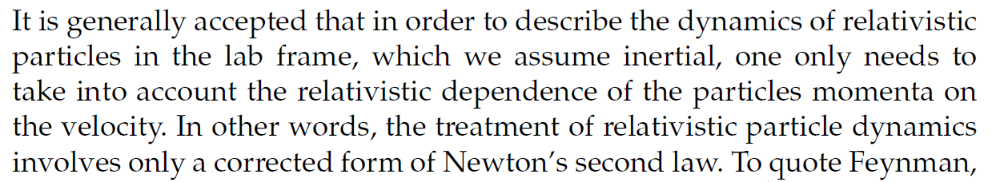 It is generally accepted that in order to describe the dynamics of relativistic
particles in the lab frame, which we assume inertial, one only needs to
take into account the relativistic dependence of the particles momenta on
the velocity. In other words, the treatment of relativistic particle dynamics
involves only a corrected form of Newton’s second law. To quote Feynman,